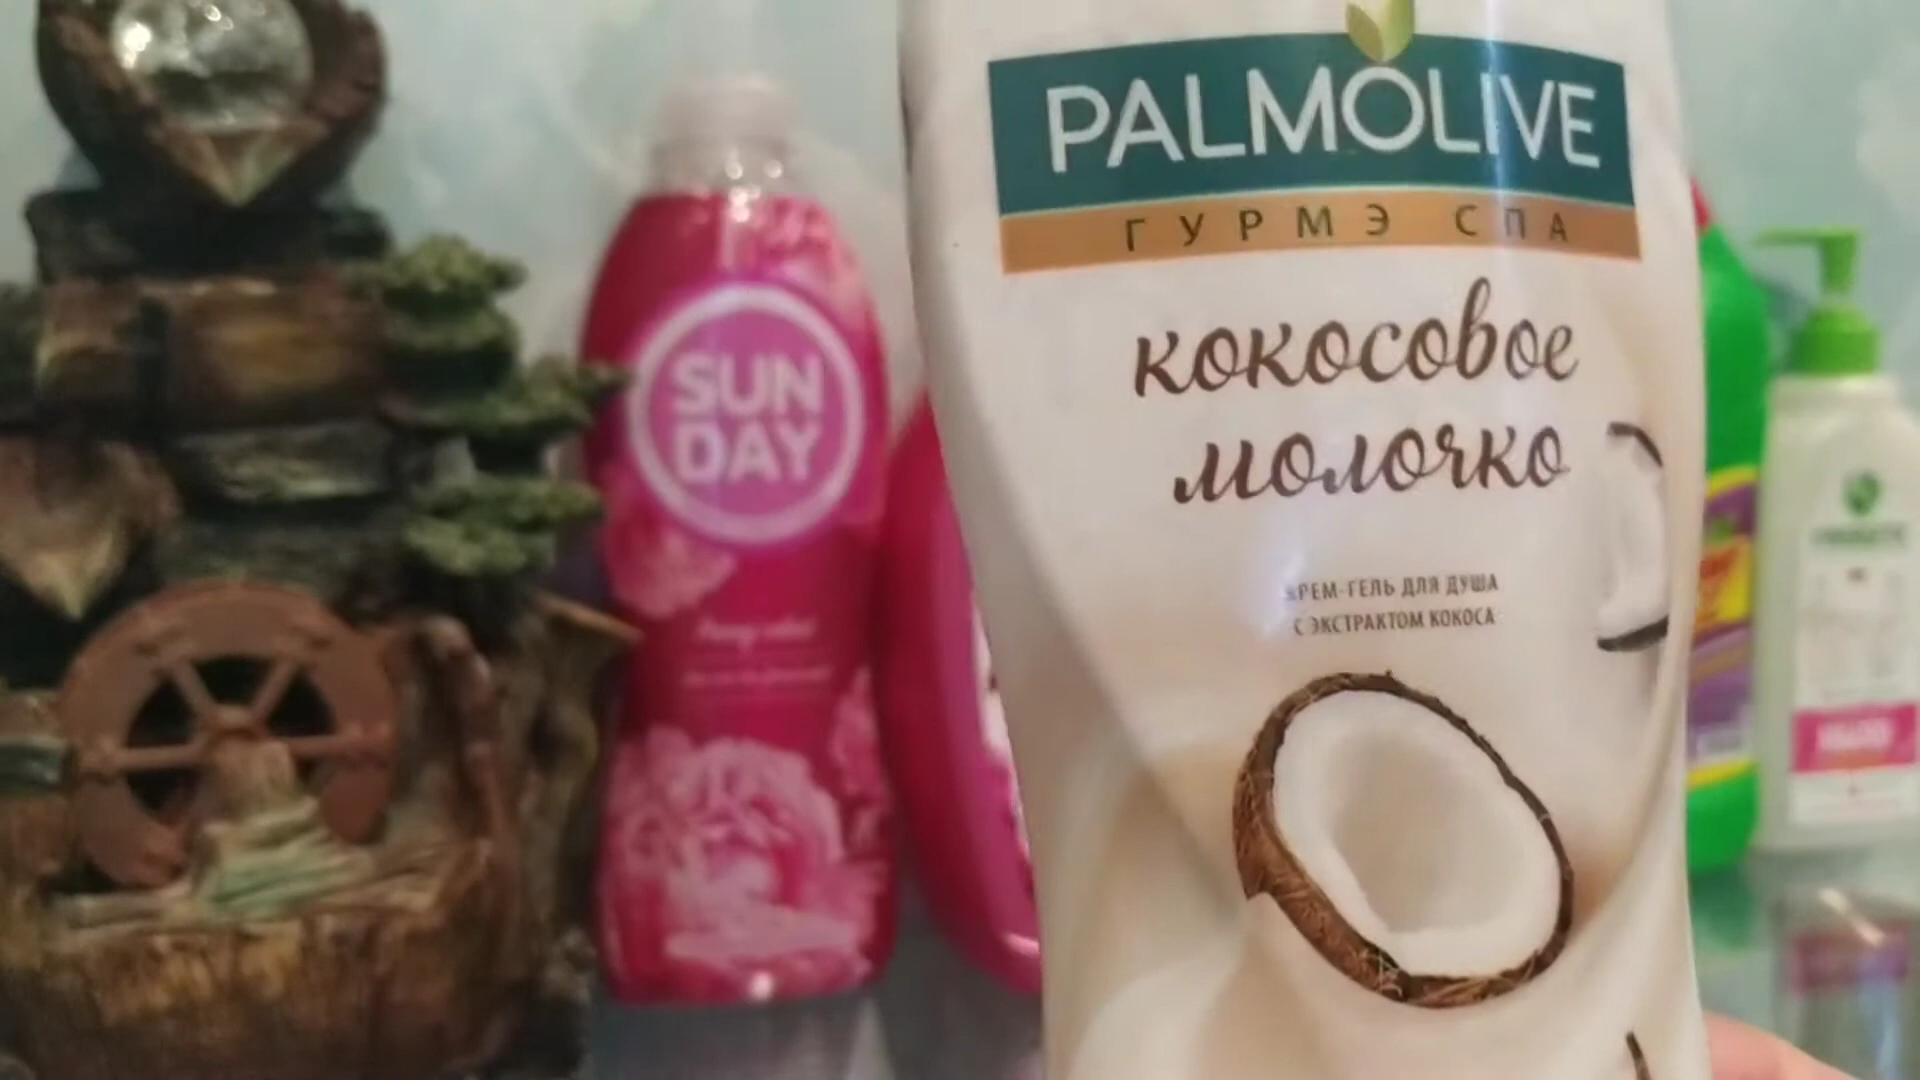 PALMOLIVE
ГУРМЭ СПА
кокосовое
молочко
КРЕМ-ГЕЛЬ ДЛЯ ДУША
С ЭКСТРАКТОМ КОКОСА
SUN
DAY